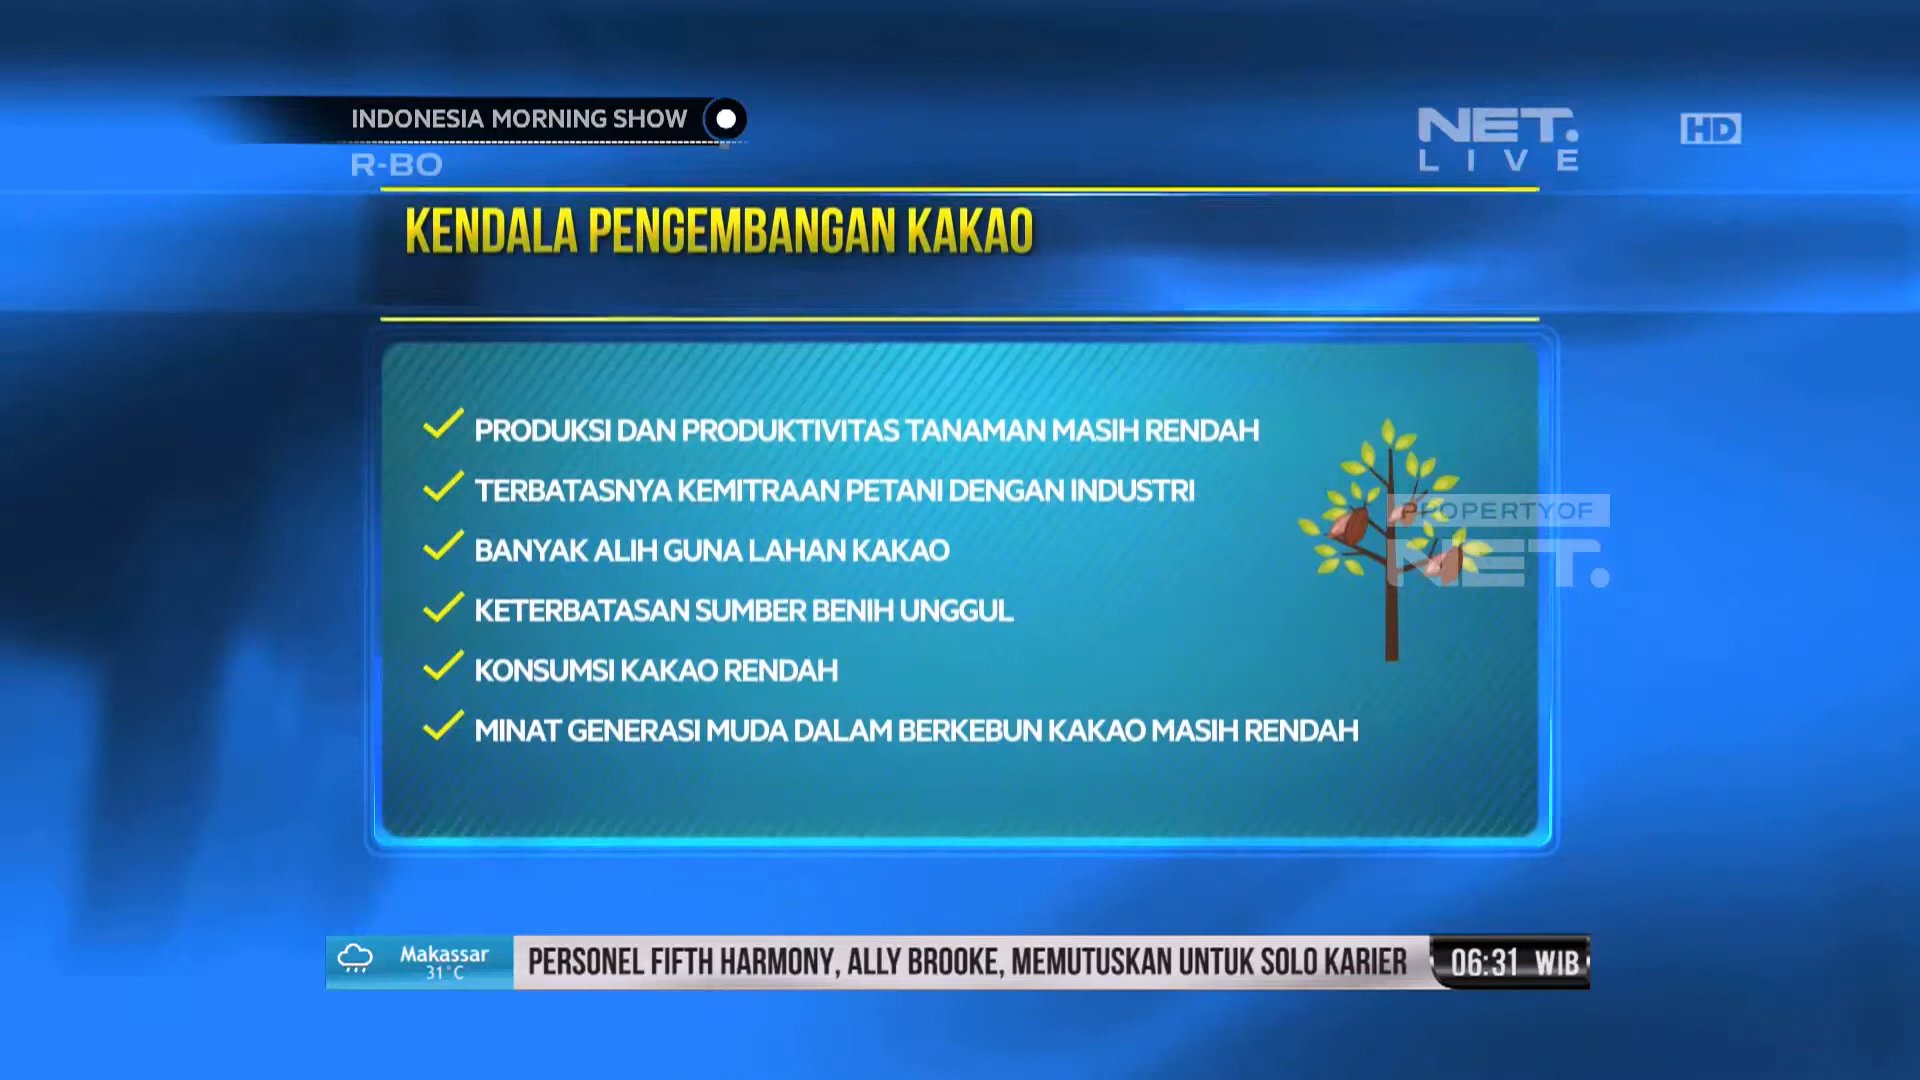 INDONESIA MORNING SHOW
R-BO
NET.
LIVE
HD
KENDALA PENGEMBANGAN KAKAO
PRODUKSI DAN PRODUKTIVITAS TANAMAN MASIH RENDAH
TERBATASNYA KEMITRAAN PETANI DENGAN INDUSTRI
BANYAK ALIH GUNA LAHAN KAKAO
KETERBATASAN SUMBER BENIH UNGGUL
KONSUMSI KAKAO RENDAH
MINAT GENERASI MUDA DALAM BERKEBUN KAKAO MASIH RENDAH
PROPERTY OF
NET.
Makassar
31°C
PERSONEL FIFTH HARMONY, ALLY BROOKE, MEMUTUSKAN UNTUK SOLO KARIER
06:31 WIB